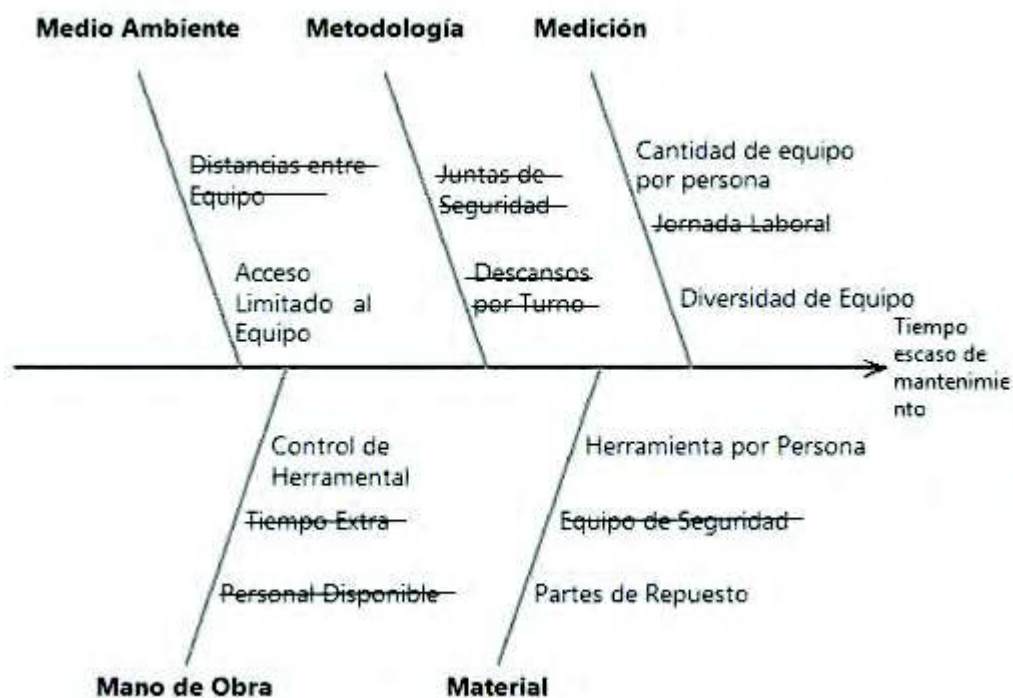 Medio Ambiente
Metodología
Medición
Distancias entre
Equipo
Acceso
Limitado al
Equipo
Juntas de
Seguridad
Descansos
por Turno
Cantidad de equipo
por persona
Jornada Laboral
Diversidad de Equipo
Tiempo
escaso de
mantenimie
nto
Control de
Herramental
Tiempo Extra
Personal Disponible
Mano de Obra
Herramienta por Persona
Equipo de Seguridad
Partes de Repuesto
Material